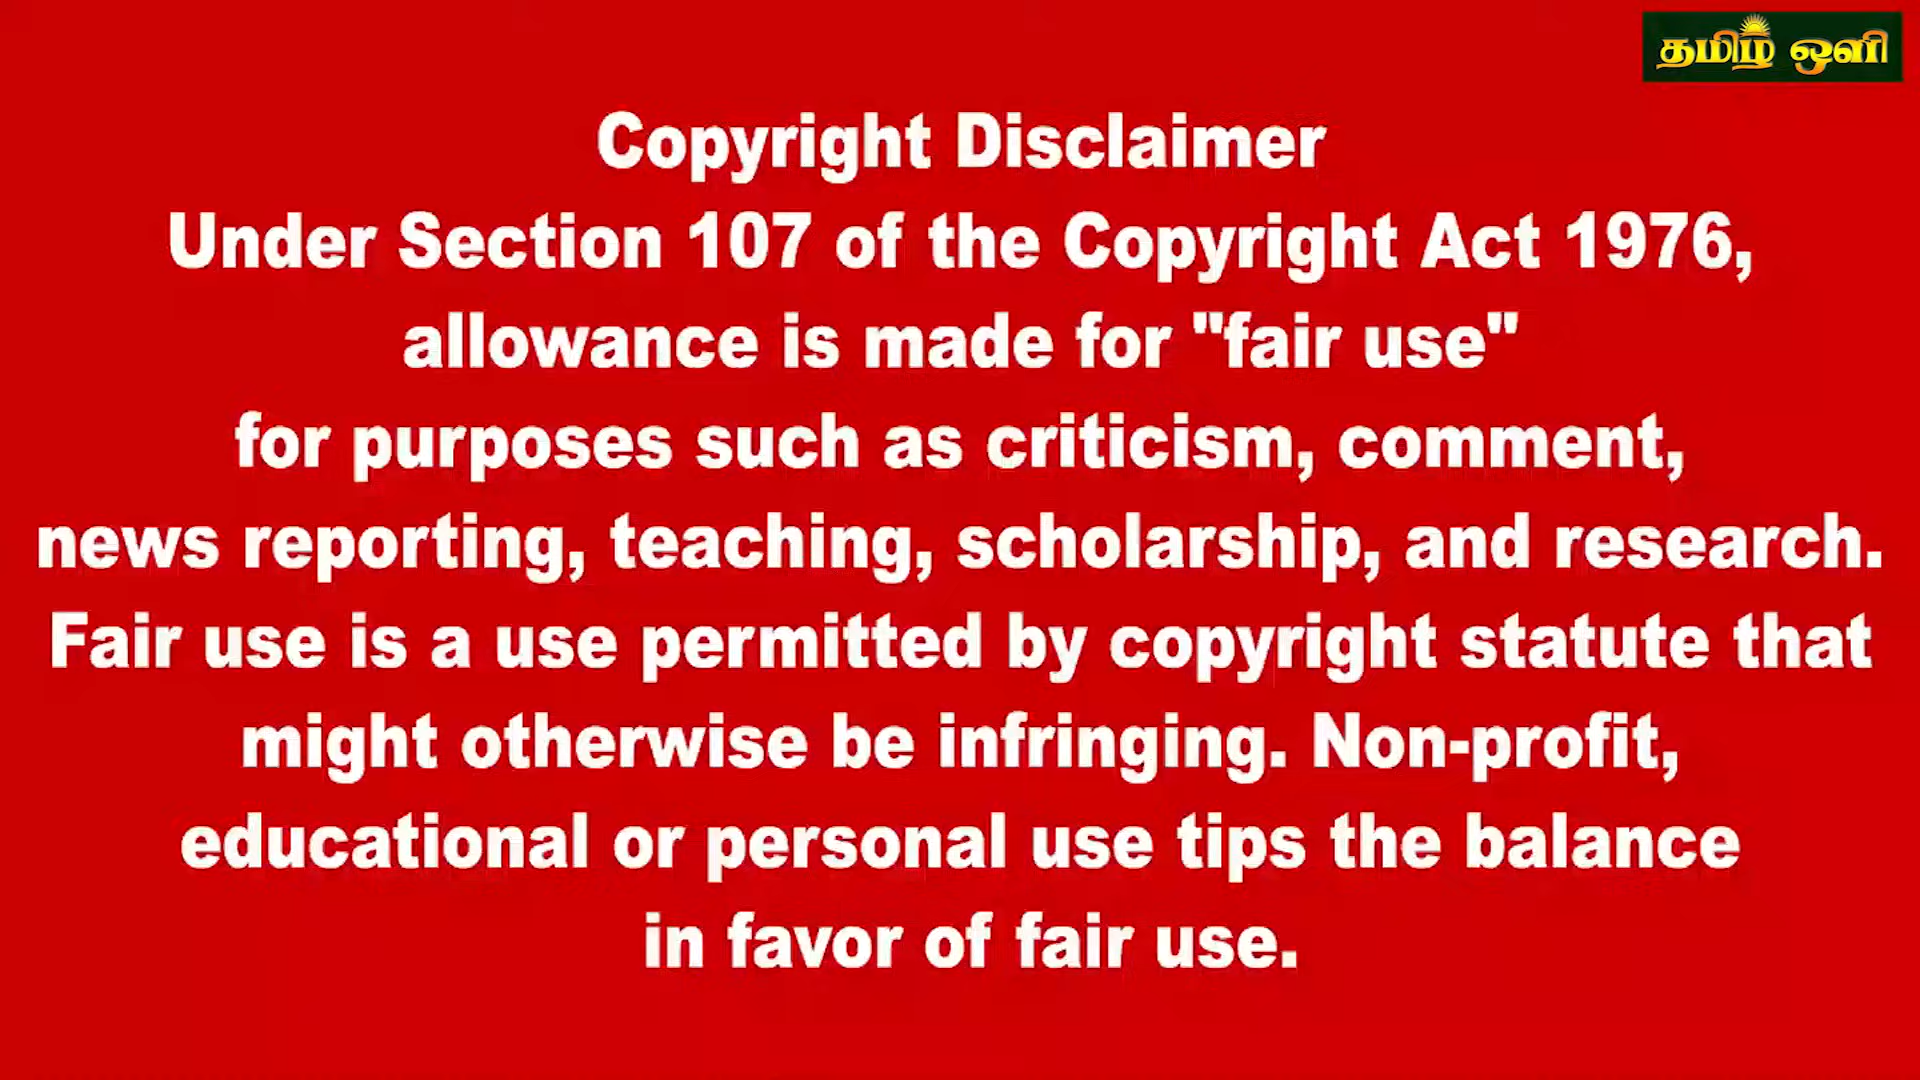 தமிழ் ஒளி
Copyright Disclaimer
Under Section 107 of the Copyright Act 1976,
allowance is made for "fair use"
for purposes such as criticism, comment,
news reporting, teaching, scholarship, and research.
Fair use is a use permitted by copyright statute that
might otherwise be infringing. Non-profit,
educational or personal use tips the balance
in favor of fair use.